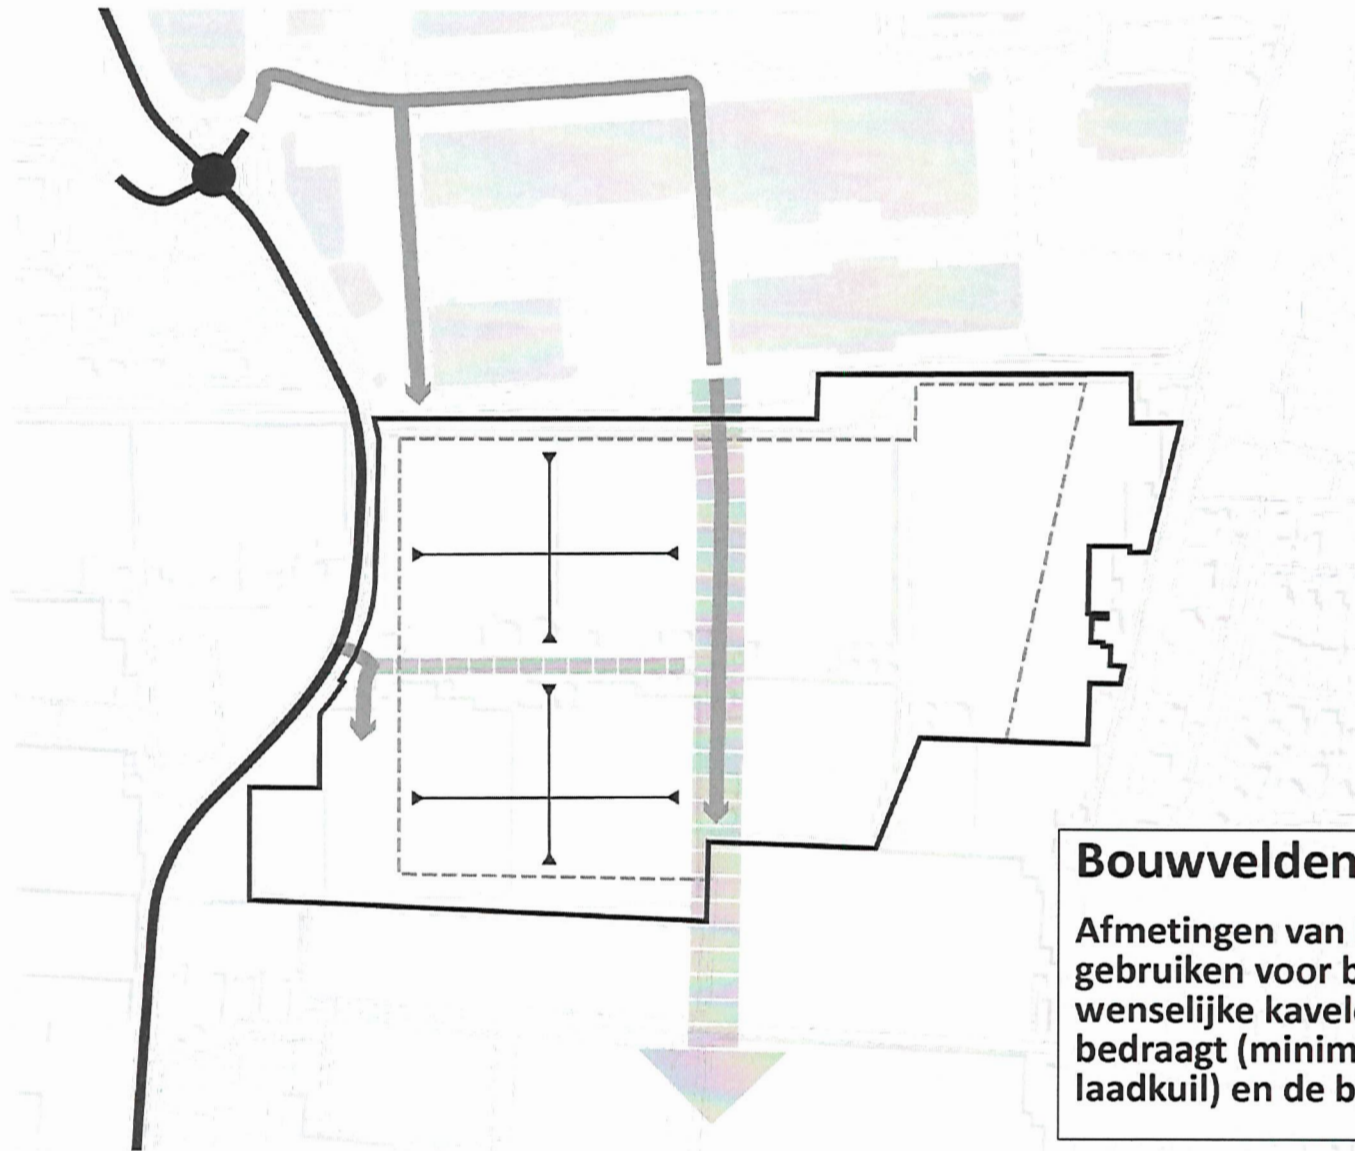 Bouwvelden
Afmetingen van
gebruiken voor b
wenselijke kavel
bedraagt (minim
laadkuil) en de b